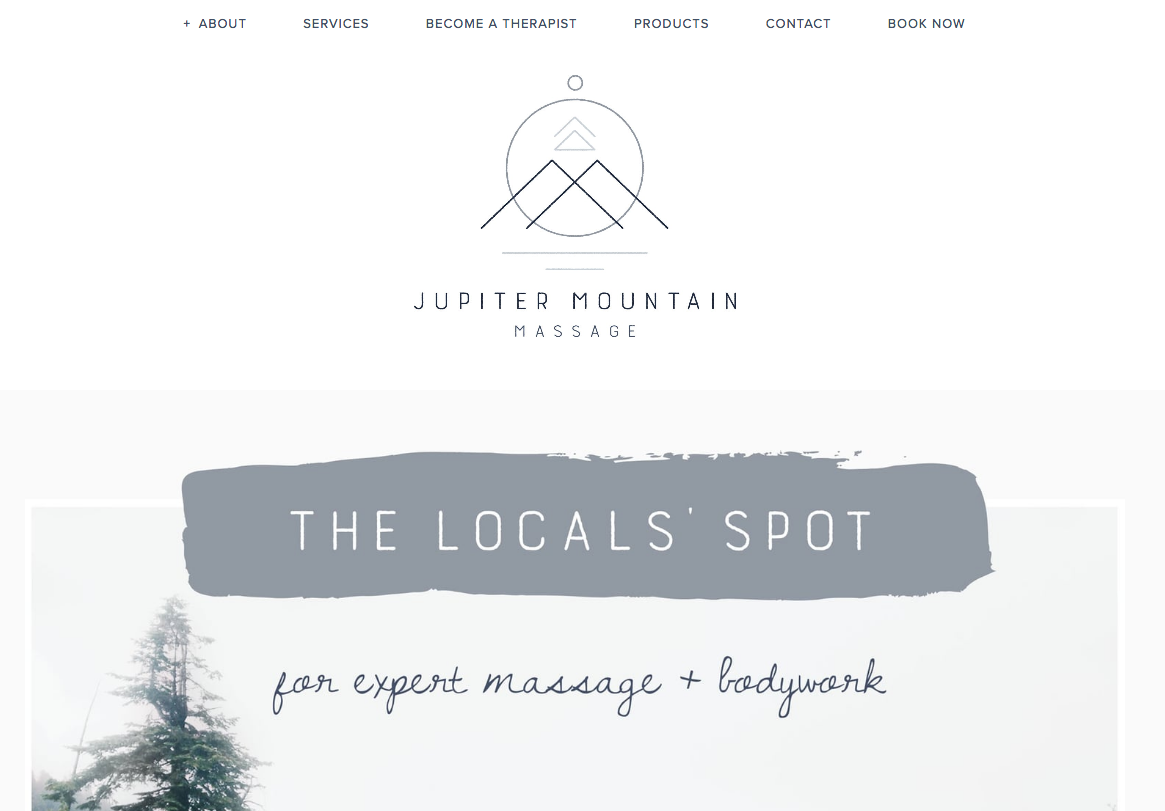 + ABOUT SERVICES BECOME A THERAPIST PRODUCTS CONTACT BOOK NOW
JUPITER MOUNTAIN
MASSAGE
THE LOCALS' SPOT
for expert massage + bodywork